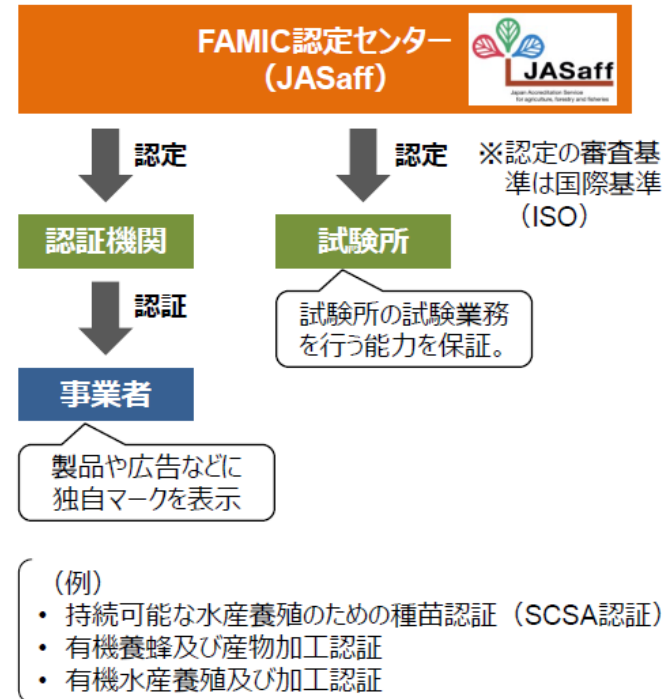 FAMIC認定センター
（JASaff）
JASaff
Japan Accreditation Service
for agriculture, forestry and fisheries
認定
認定
※認定の審査基
準は国際基準
（ISO）
認証機関
試験所
認証
試験所の試験業務
を行う能力を保証。
事業者
製品や広告などに
独自マークを表示
（例）
• 持続可能な水産養殖のための種苗認証（SCSA認証）
• 有機養蜂及び産物加工認証
• 有機水産養殖及び加工認証